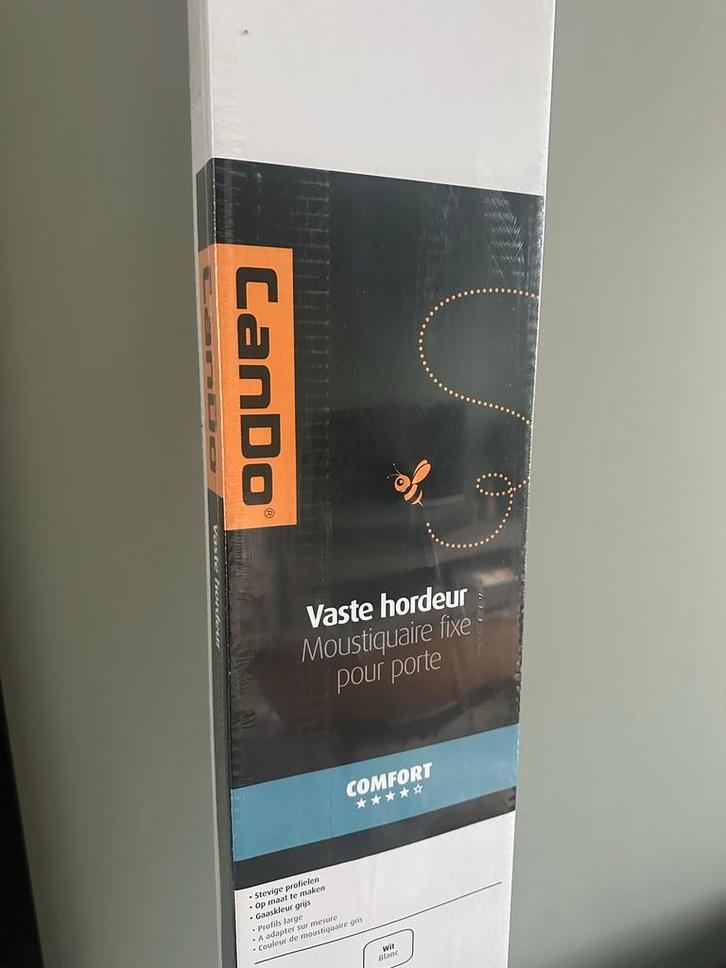 CanDo®
CanDo
Vaste hordeur
Vaste hordeur
Moustiquaire fixe
pour porte
COMFORT
• Stevige profielen
• Op maat te maken
• Gaaskleur grijs
• Profils large
• A adapter sur mesure
• Couleur de moustiquaire gris
Wit
Blanc